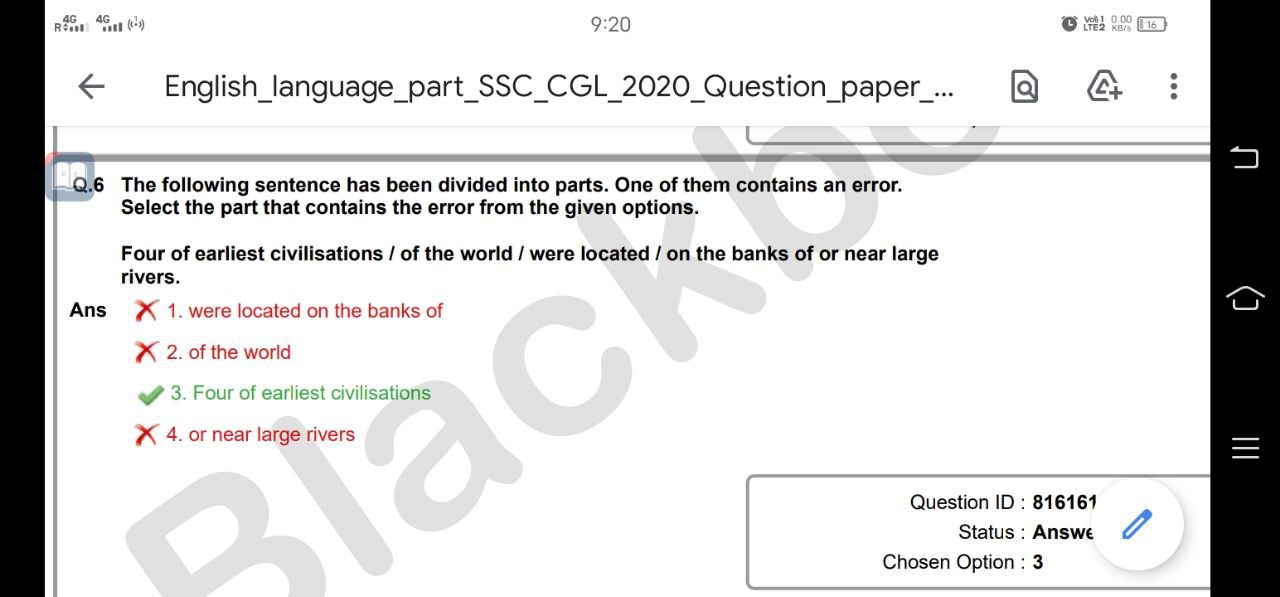 4G 4G
R
9:20
Vo)) 1 0.00
LTE2 KB/s 16
English_language_part_SSC_CGL_2020_Question_paper_...
Q.6 The following sentence has been divided into parts. One of them contains an error.
Select the part that contains the error from the given options.
Four of earliest civilisations / of the world / were located / on the banks of or near large
rivers.
Ans 1. were located on the banks of
2. of the world
3. Four of earliest civilisations
4. or near large rivers
Question ID : 816161
Status : Answe
Chosen Option : 3
Blackbo